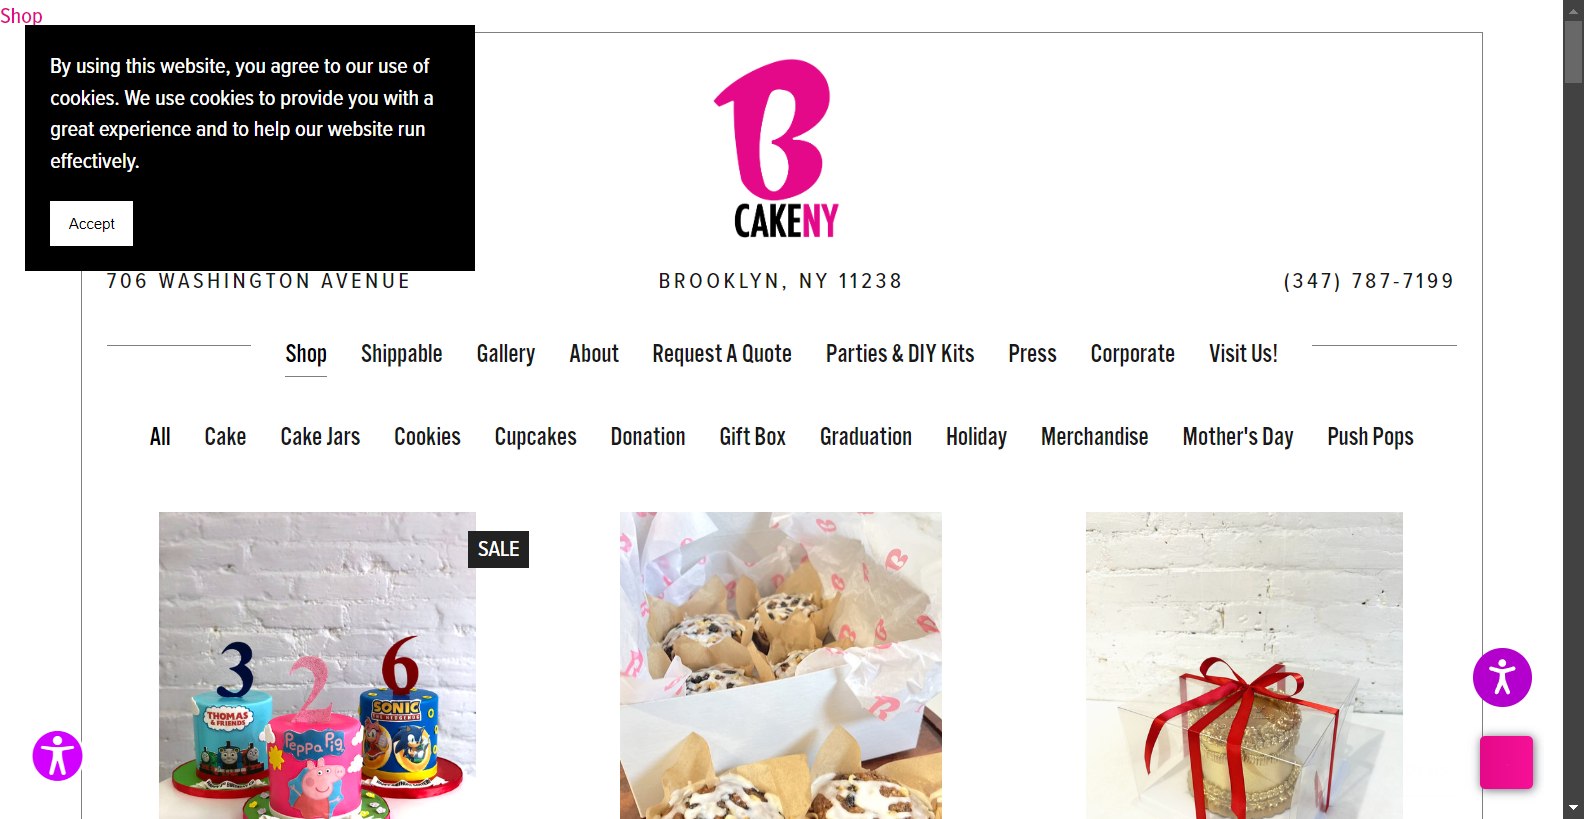 Shop
By using this website, you agree to our use of
cookies. We use cookies to provide you with a
great experience and to help our website run
effectively.
Accept
B
CAKENY
706 WASHINGTON AVENUE
BROOKLYN, NY 11238
(347) 787-7199
Shop Shippable Gallery About Request A Quote Parties & DIY Kits Press Corporate Visit Us!
All Cake Cake Jars Cookies Cupcakes Donation Gift Box Graduation Holiday Merchandise Mother's Day Push Pops
SALE
3 2 6
THOMAS
& FRIENDS
Peppa Pig
SONIC
THE HEDGEHOG